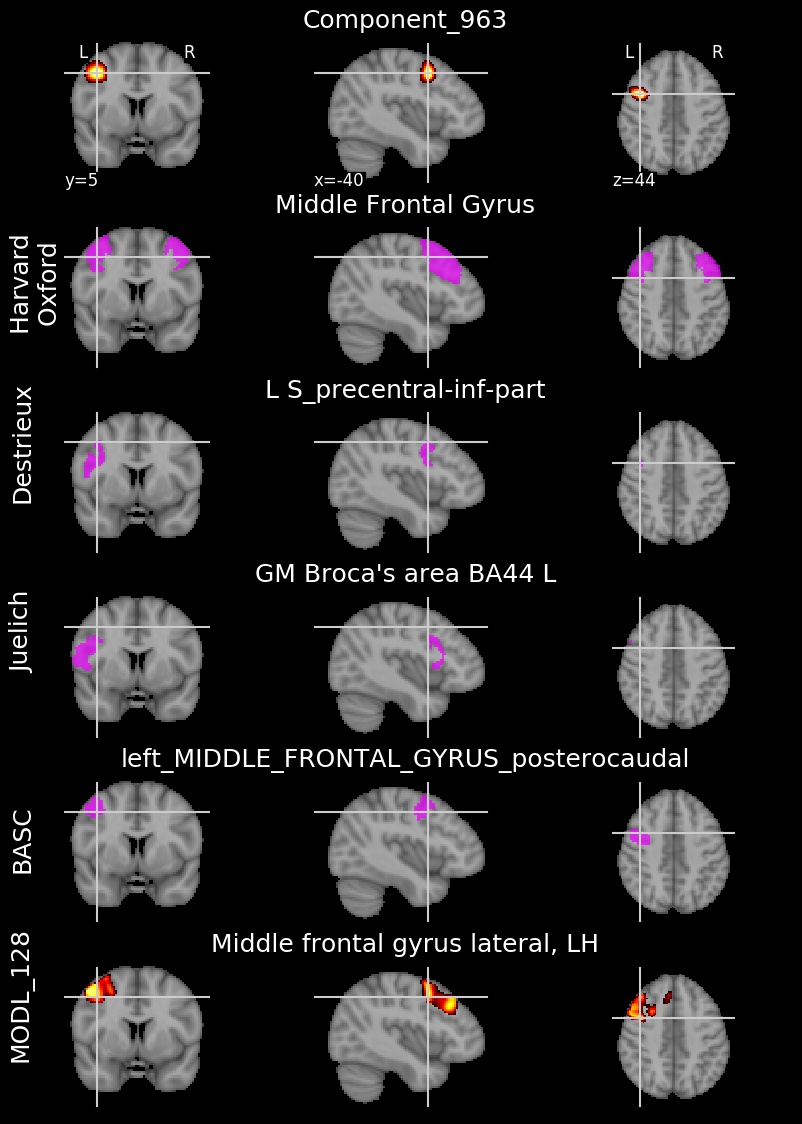 Component_963
L R
L R
y=5
x=-40
z=44
Middle Frontal Gyrus
Harvard
Oxford
L S_precentral-inf-part
Destrieux
GM Broca's area BA44 L
Juelich
left_MIDDLE_FRONTAL_GYRUS_posterocaudal
BASC
Middle frontal gyrus lateral, LH
MODL_128